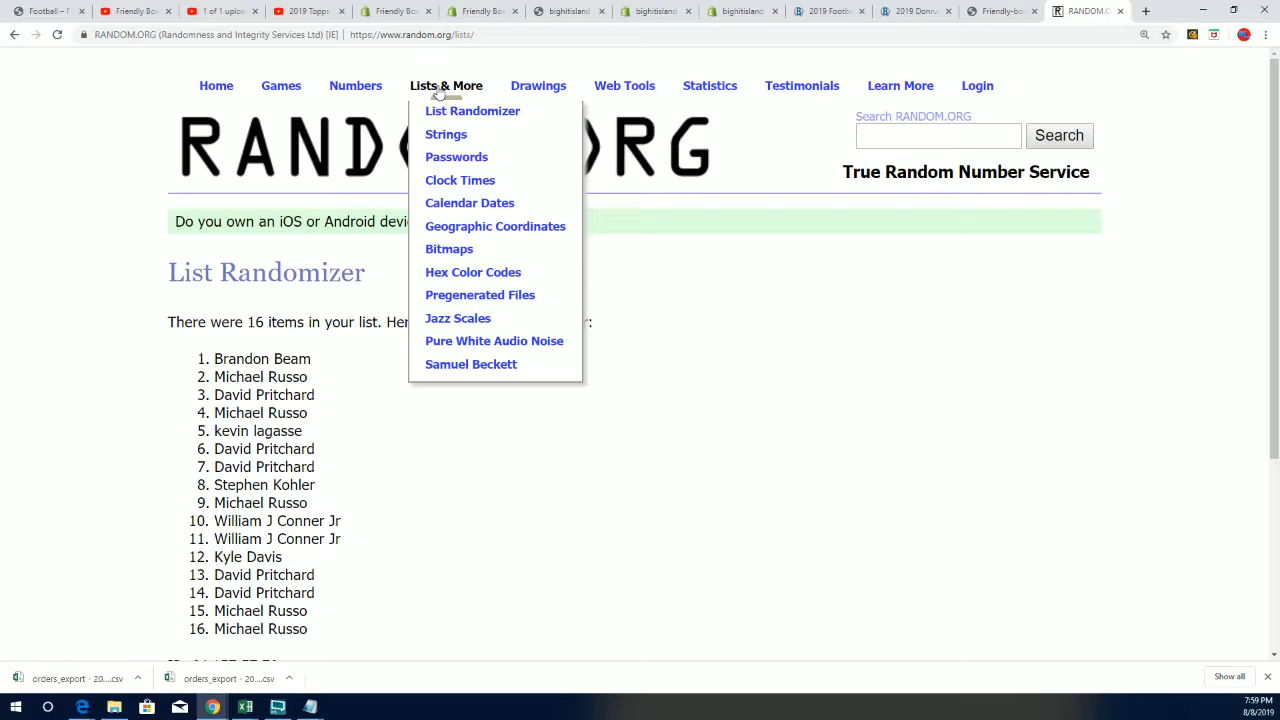 Football – F
Friendly Bo
1 of 1 uploa
2019 Topps
Friendly Box
Friendly Box
bighitisland
bighitisland
bighitisland
2019 Footb
2019 Donru
Friendly-box
RANDOM.C
RANDOM.ORG (Randomness and Integrity Services Ltd) [IE] | https://www.random.org/lists/
Home Games Numbers Lists & More Drawings Web Tools Statistics Testimonials Learn More Login
List Randomizer
Strings
Passwords
Clock Times
Calendar Dates
Geographic Coordinates
Bitmaps
Hex Color Codes
Pregenerated Files
Jazz Scales
Pure White Audio Noise
Samuel Beckett
RAND RG
Search RANDOM.ORG
Search
True Random Number Service
Do you own an iOS or Android devi
List Randomizer
There were 16 items in your list. Her r:
1. Brandon Beam
2. Michael Russo
3. David Pritchard
4. Michael Russo
5. kevin lagasse
6. David Pritchard
7. David Pritchard
8. Stephen Kohler
9. Michael Russo
10. William J Conner Jr
11. William J Conner Jr
12. Kyle Davis
13. David Pritchard
14. David Pritchard
15. Michael Russo
16. Michael Russo
orders_export - 20....csv
orders_export - 20....csv
Show all
7:59 PM
8/8/2019